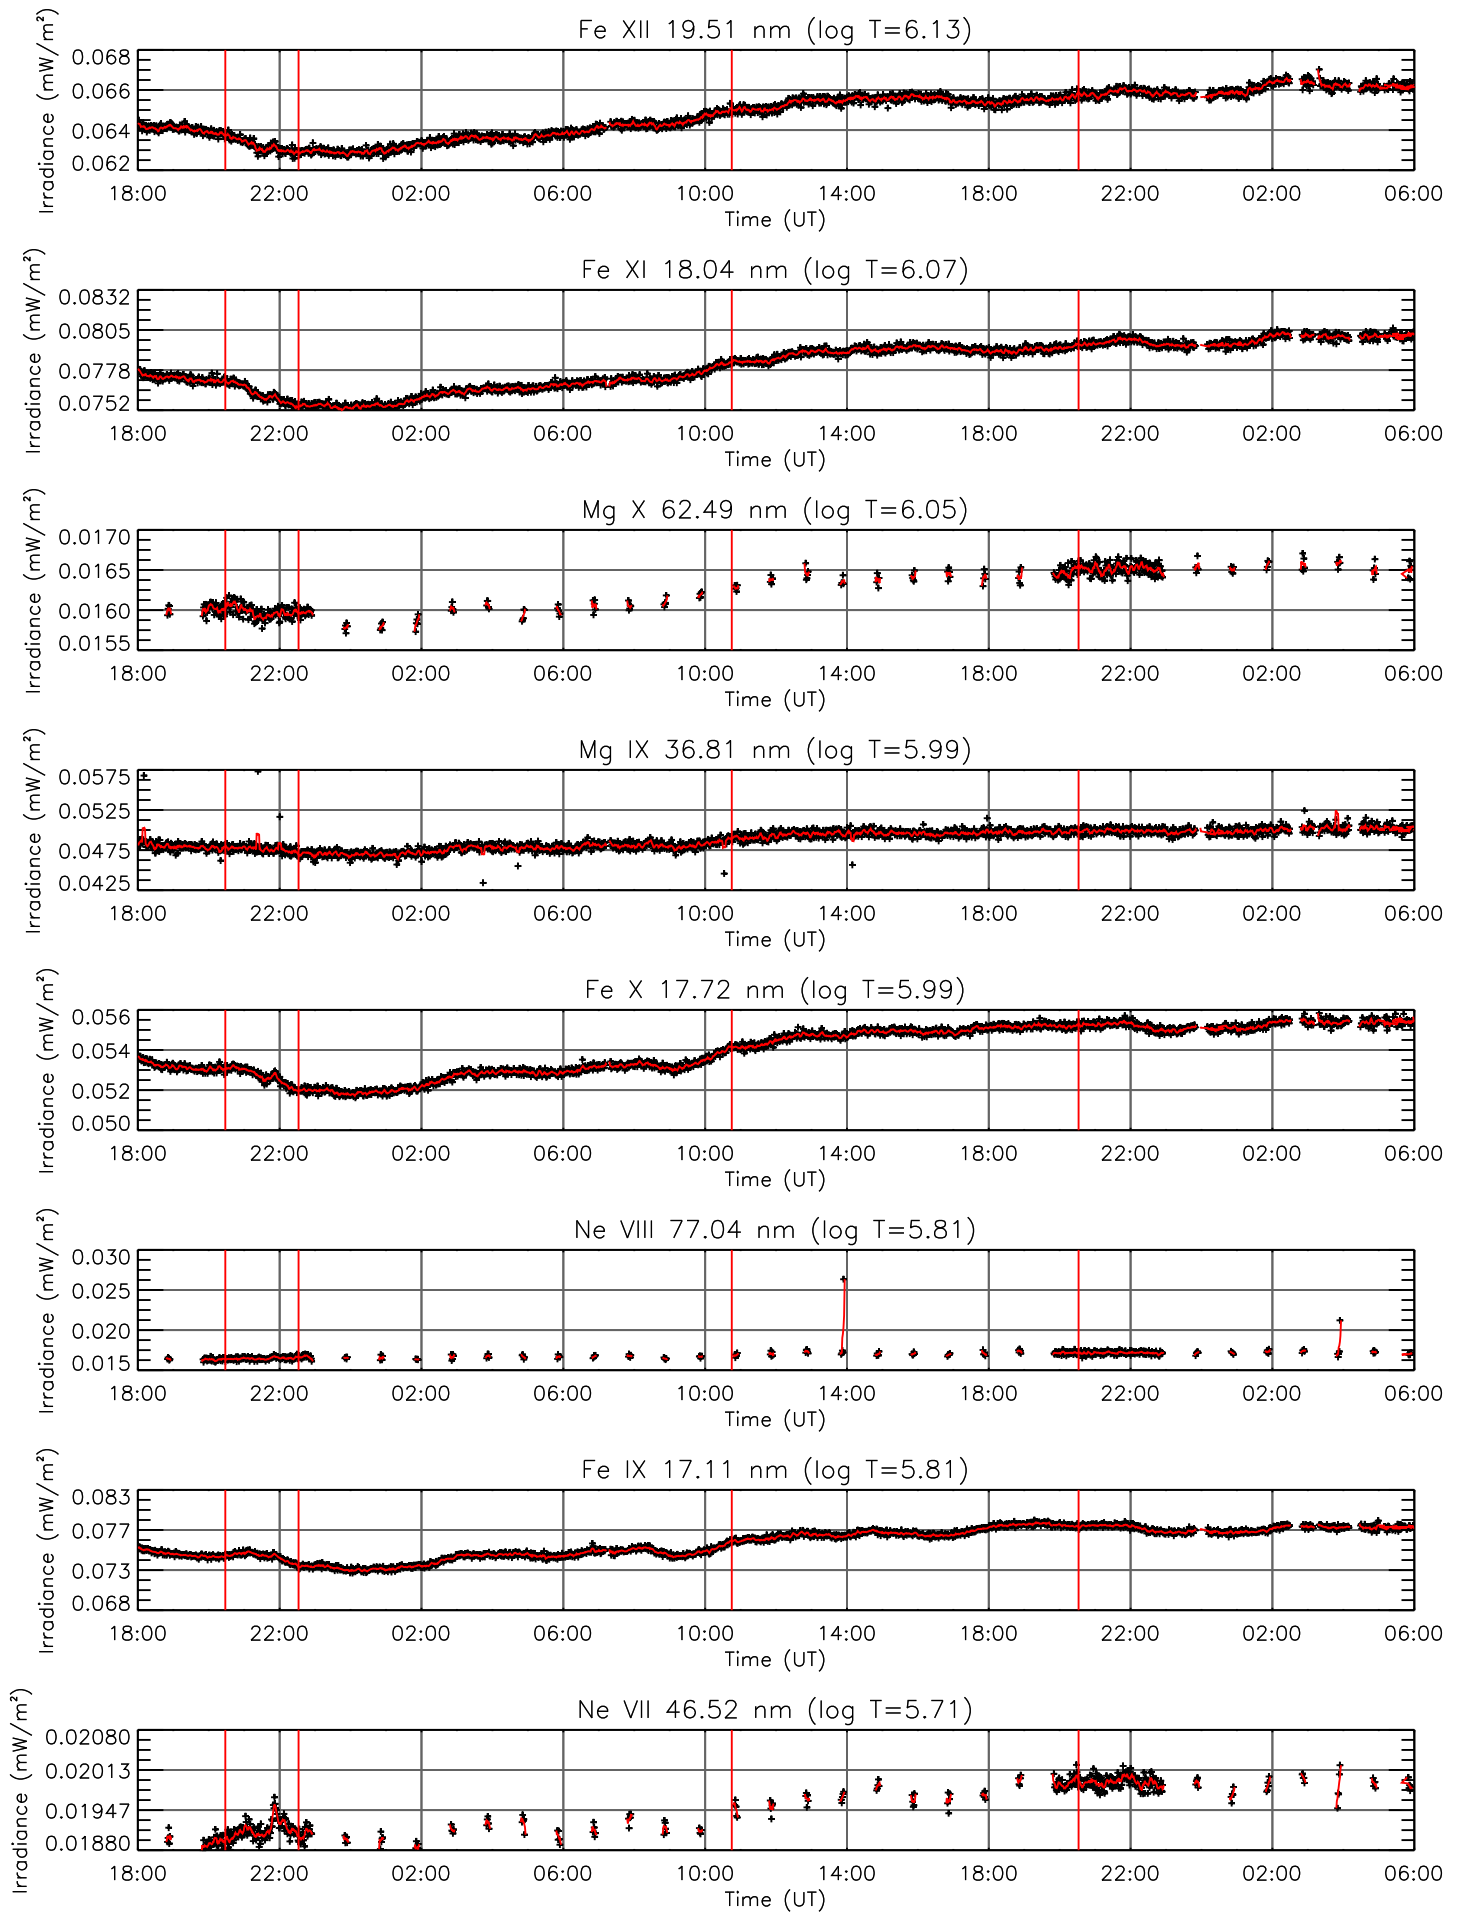 Fe XII 19.51 nm (log T=6.13)
Irradiance (mW/m²)
0.068
0.066
0.064
0.062
18:00 22:00 02:00 06:00 10:00 14:00 18:00 22:00 02:00 06:00
Time (UT)
Fe XI 18.04 nm (log T=6.07)
Irradiance (mW/m²)
0.0832
0.0805
0.0778
0.0752
18:00 22:00 02:00 06:00 10:00 14:00 18:00 22:00 02:00 06:00
Time (UT)
Mg X 62.49 nm (log T=6.05)
Irradiance (mW/m²)
0.0170
0.0165
0.0160
0.0155
18:00 22:00 02:00 06:00 10:00 14:00 18:00 22:00 02:00 06:00
Time (UT)
Mg IX 36.81 nm (log T=5.99)
Irradiance (mW/m²)
0.0575
0.0525
0.0475
0.0425
18:00 22:00 02:00 06:00 10:00 14:00 18:00 22:00 02:00 06:00
Time (UT)
Fe X 17.72 nm (log T=5.99)
Irradiance (mW/m²)
0.056
0.054
0.052
0.050
18:00 22:00 02:00 06:00 10:00 14:00 18:00 22:00 02:00 06:00
Time (UT)
Ne VIII 77.04 nm (log T=5.81)
Irradiance (mW/m²)
0.030
0.025
0.020
0.015
18:00 22:00 02:00 06:00 10:00 14:00 18:00 22:00 02:00 06:00
Time (UT)
Fe IX 17.11 nm (log T=5.81)
Irradiance (mW/m²)
0.083
0.077
0.073
0.068
18:00 22:00 02:00 06:00 10:00 14:00 18:00 22:00 02:00 06:00
Time (UT)
Ne VII 46.52 nm (log T=5.71)
Irradiance (mW/m²)
0.02080
0.02013
0.01947
0.01880
18:00 22:00 02:00 06:00 10:00 14:00 18:00 22:00 02:00 06:00
Time (UT)